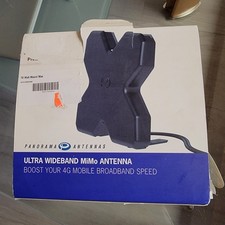 PANORAMA ANTENNAS
ULTRA WIDEBAND MiMo ANTENNA
BOOST YOUR 4G MOBILE BROADBAND SPEED